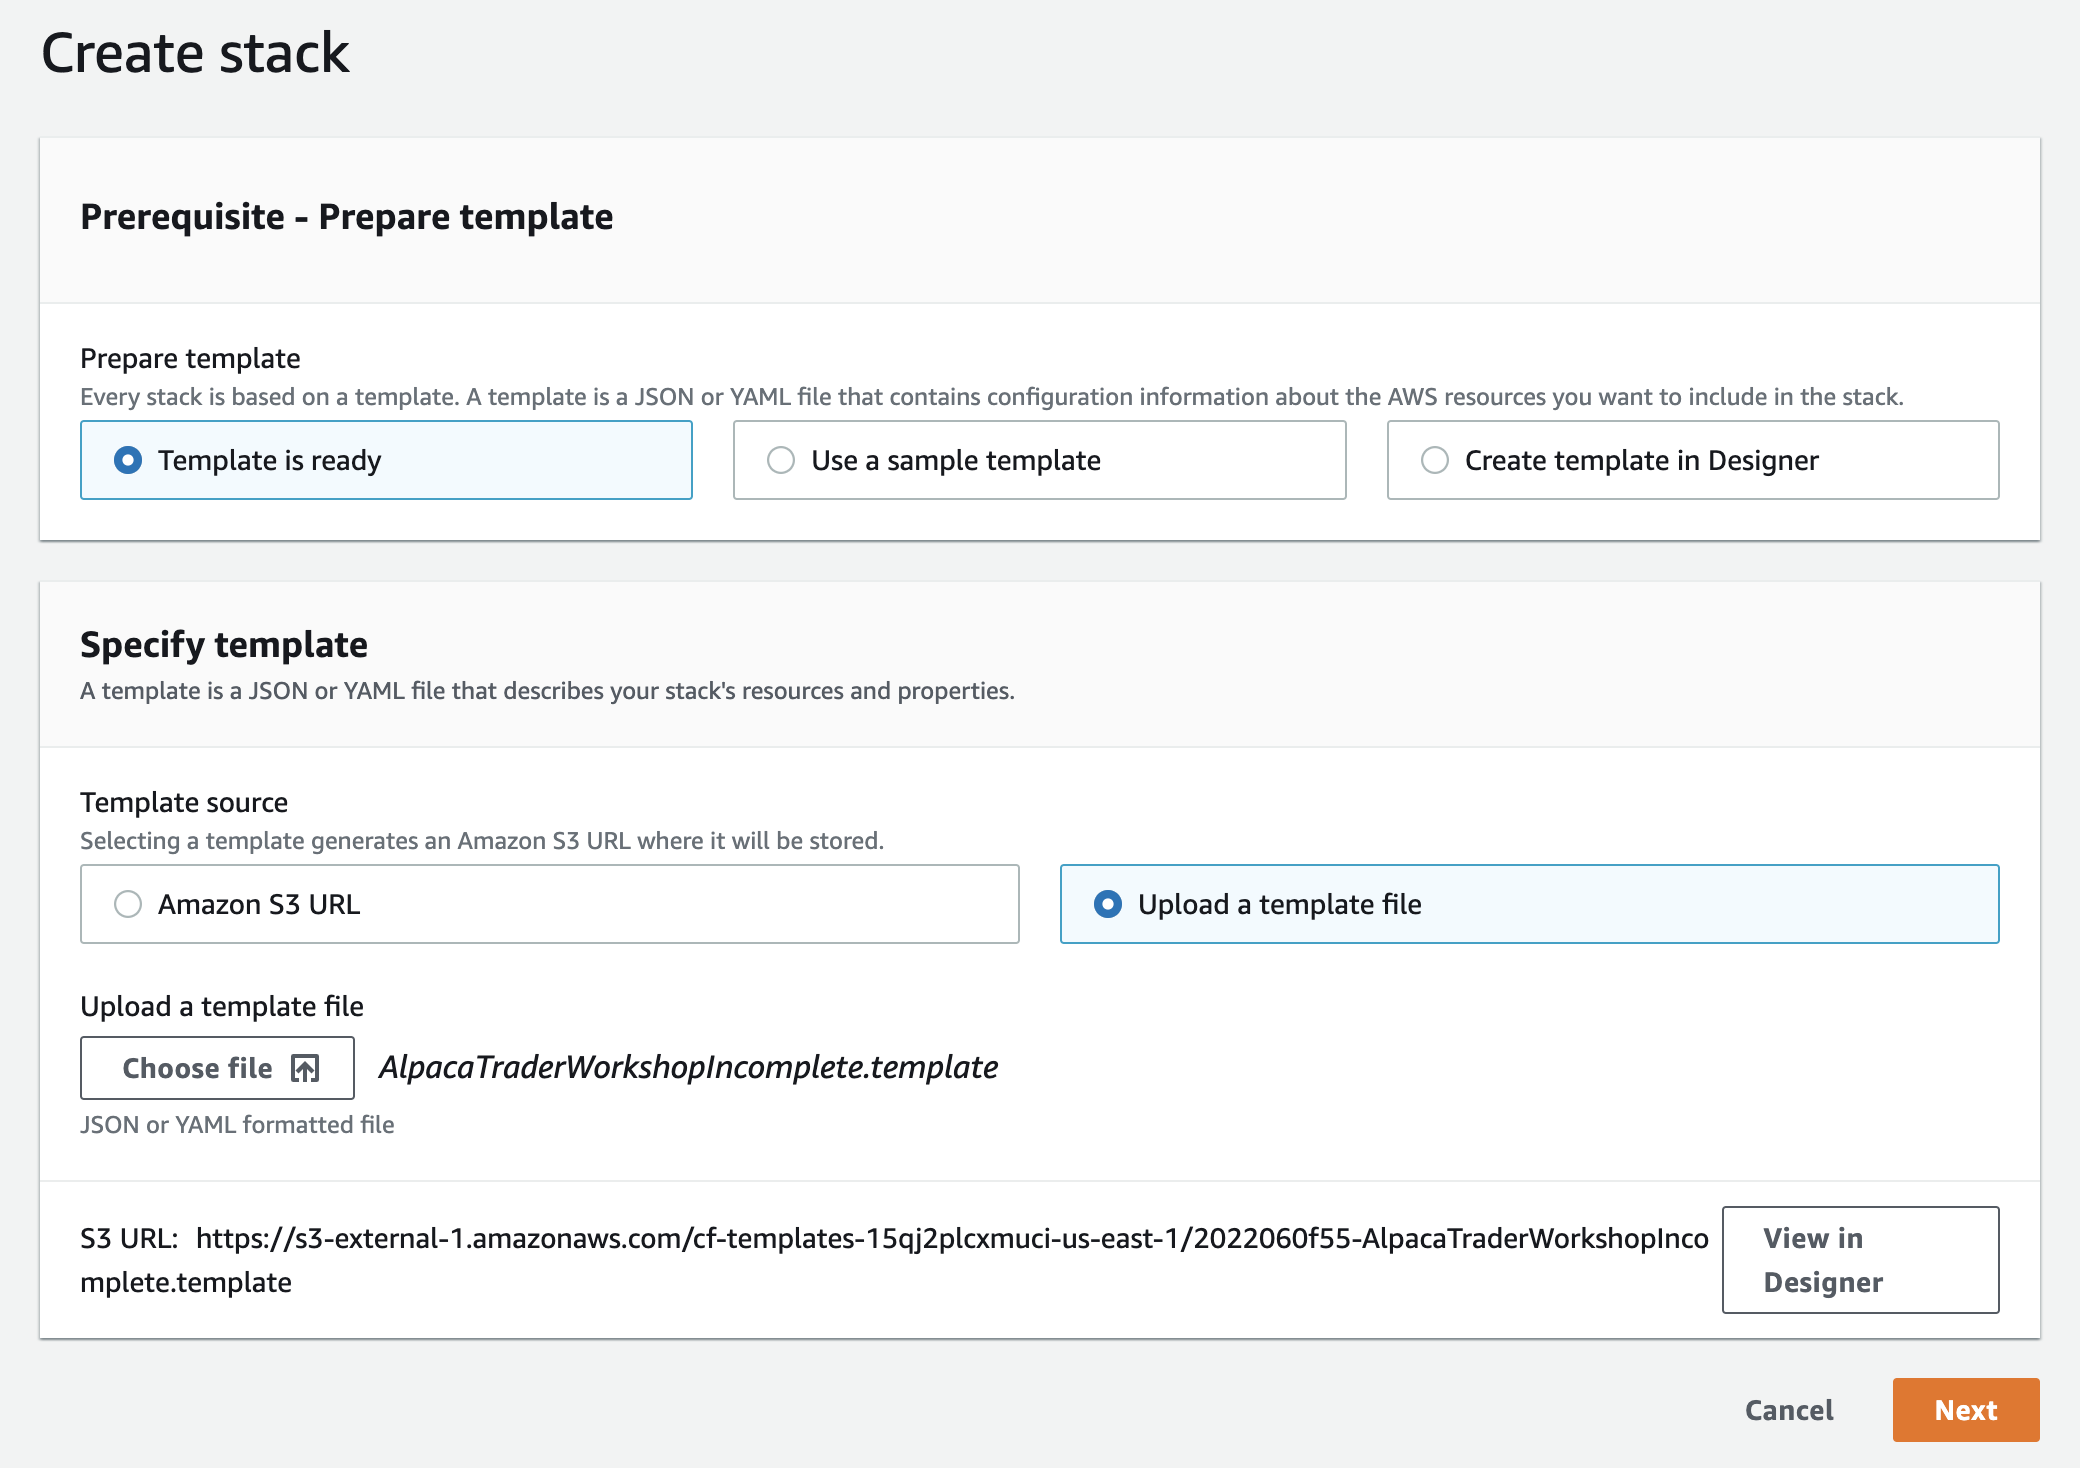 Create stack
Prerequisite - Prepare template
Prepare template
Every stack is based on a template. A template is a JSON or YAML file that contains configuration information about the AWS resources you want to include in the stack.
Template is ready
Use a sample template
Create template in Designer
Specify template
A template is a JSON or YAML file that describes your stack's resources and properties.
Template source
Selecting a template generates an Amazon S3 URL where it will be stored.
Amazon S3 URL
Upload a template file
Upload a template file
Choose file
AlpacaTraderWorkshopIncomplete.template
JSON or YAML formatted file
S3 URL: https://s3-external-1.amazonaws.com/cf-templates-15qj2plcxmuci-us-east-1/2022060f55-AlpacaTraderWorkshopInco
mplete.template
View in
Designer
Cancel
Next